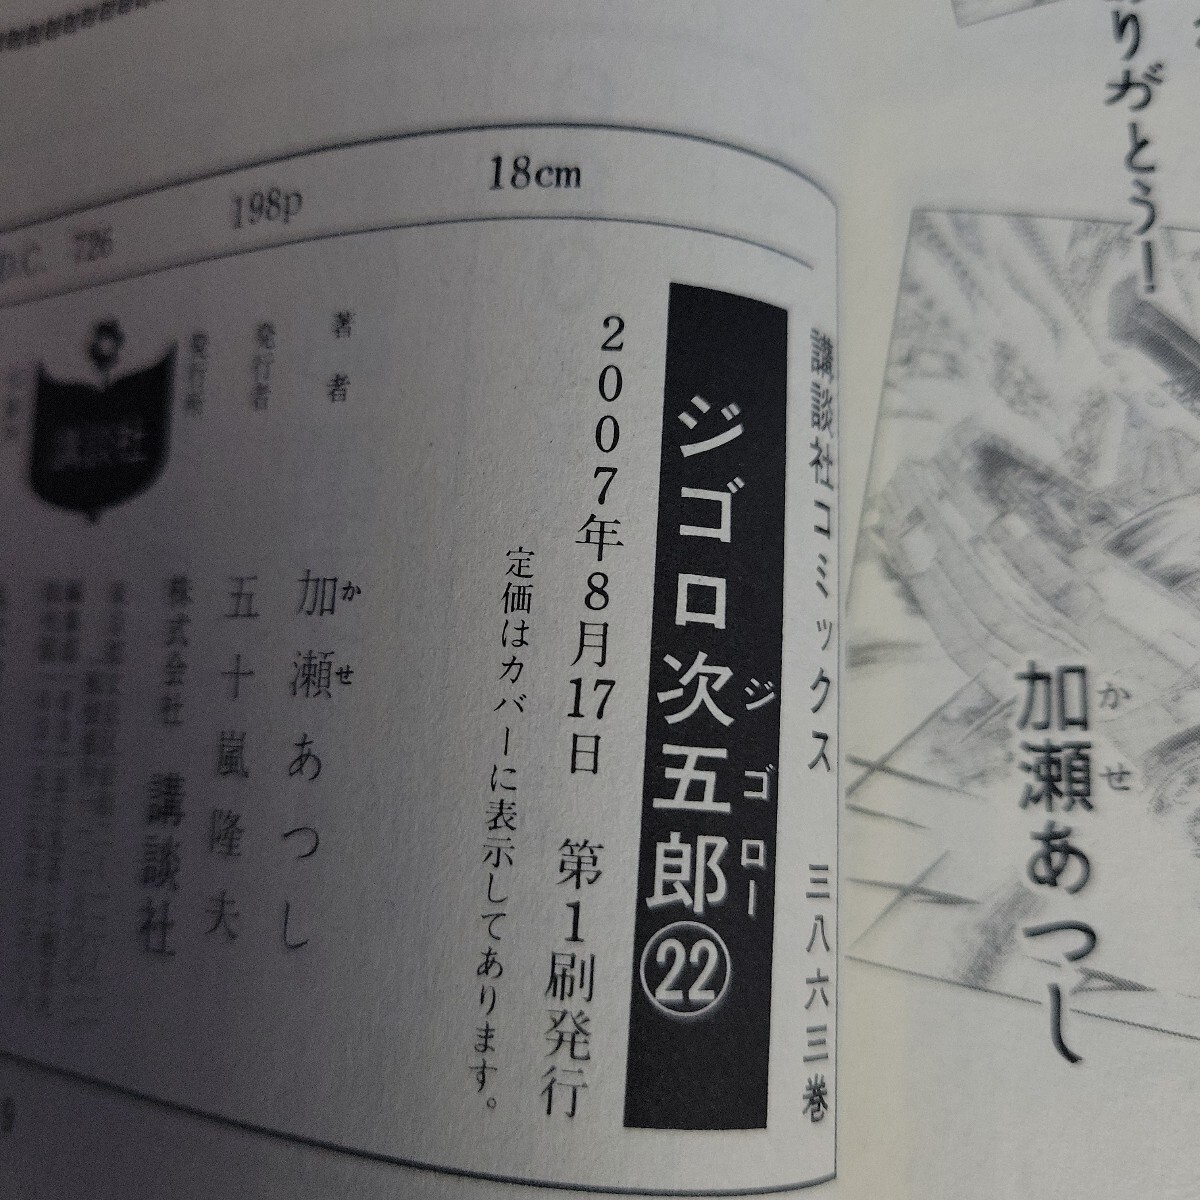 りがとう！
加瀬あつし
かせ
18cm
198p
D.C. 726
講談社コミックス 三八六三巻
ジゴロ次五郎㉒
ジゴロー
2007年8月17日 第1刷発行
定価はカバーに表示してあります。
著者 加瀬あつし
かせ
発行者 五十嵐隆夫
発行所 株式会社 講談社
講談社